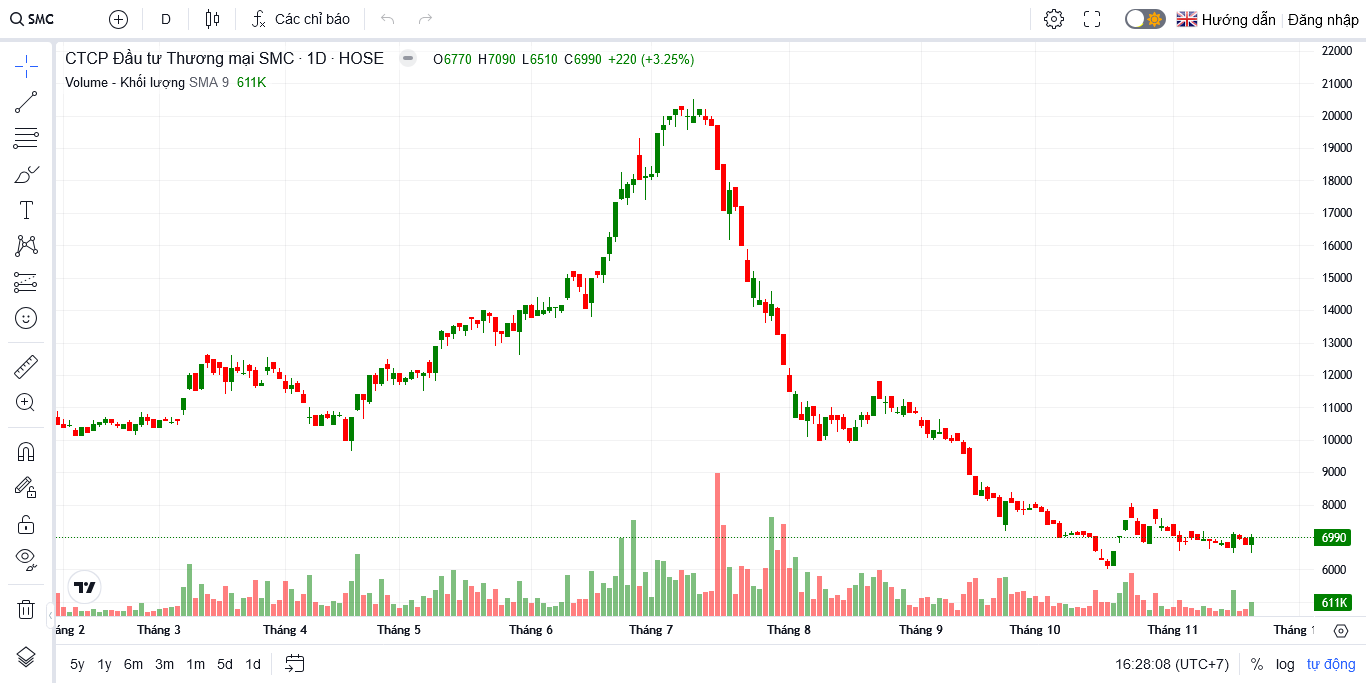 SMC D Các chỉ báo Hướng dẫn Đăng nhập
CTCP Đầu tư Thương mại SMC · 1D · HOSE O6770 H7090 L6510 C6990 +220 (+3.25%)
Volume - Khối lượng SMA 9 611K
22000
21000
20000
19000
18000
17000
16000
15000
14000
13000
12000
11000
10000
9000
8000
6990
6000
611K
áng 2 Tháng 3 Tháng 4 Tháng 5 Tháng 6 Tháng 7 Tháng 8 Tháng 9 Tháng 10 Tháng 11 Tháng 1
5y 1y 6m 3m 1m 5d 1d 16:28:08 (UTC+7) % log tự động